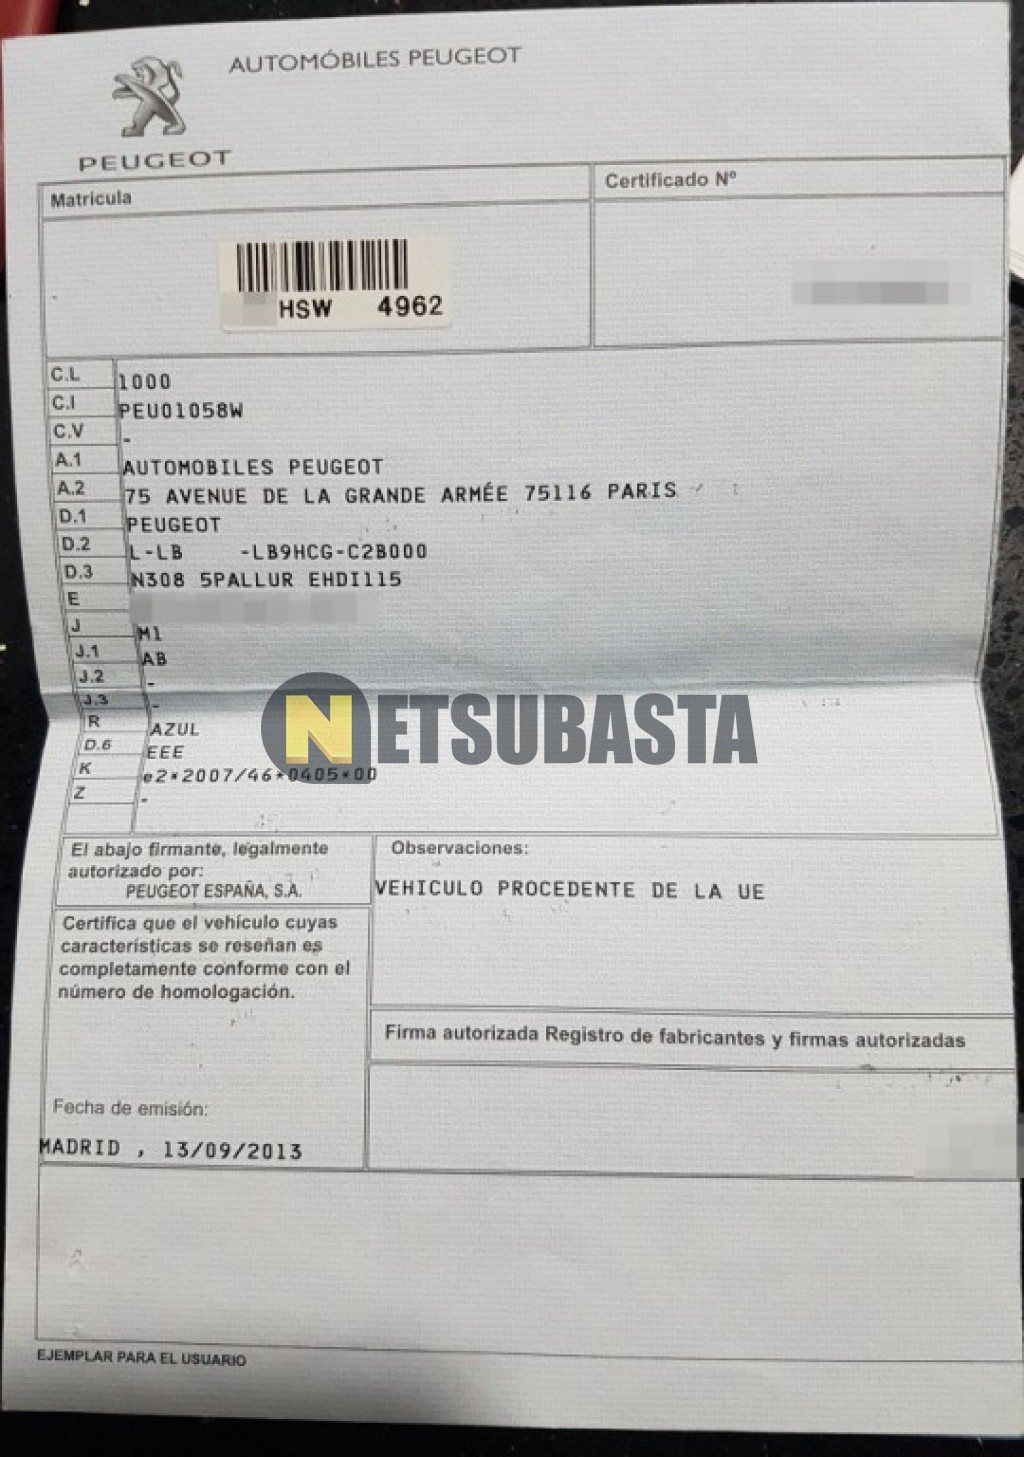 AUTOMÓBILES PEUGEOT
PEUGEOT
Matricula
Certificado Nº
HSW 4962
C.L 1000
C.I PEU01058W
C.V -
A.1 AUTOMOBILES PEUGEOT
A.2 75 AVENUE DE LA GRANDE ARMÉE 75116 PARIS
D.1 PEUGEOT
D.2 L-LB -LB9HCG-C2B000
D.3 N308 5PALLUR EHDI115
E
J M1
J.1 AB
J.2 -
J.3 -
R AZUL
D.6 EEE
K e2*2007/46*0405*00
Z -
NETSUBASTA
El abajo firmante, legalmente
autorizado por:
PEUGEOT ESPAÑA, S.A.
Certifica que el vehículo cuyas
características se reseñan es
completamente conforme con el
número de homologación.
Fecha de emisión:
MADRID , 13/09/2013
Observaciones:
VEHICULO PROCEDENTE DE LA UE
Firma autorizada Registro de fabricantes y firmas autorizadas
EJEMPLAR PARA EL USUARIO